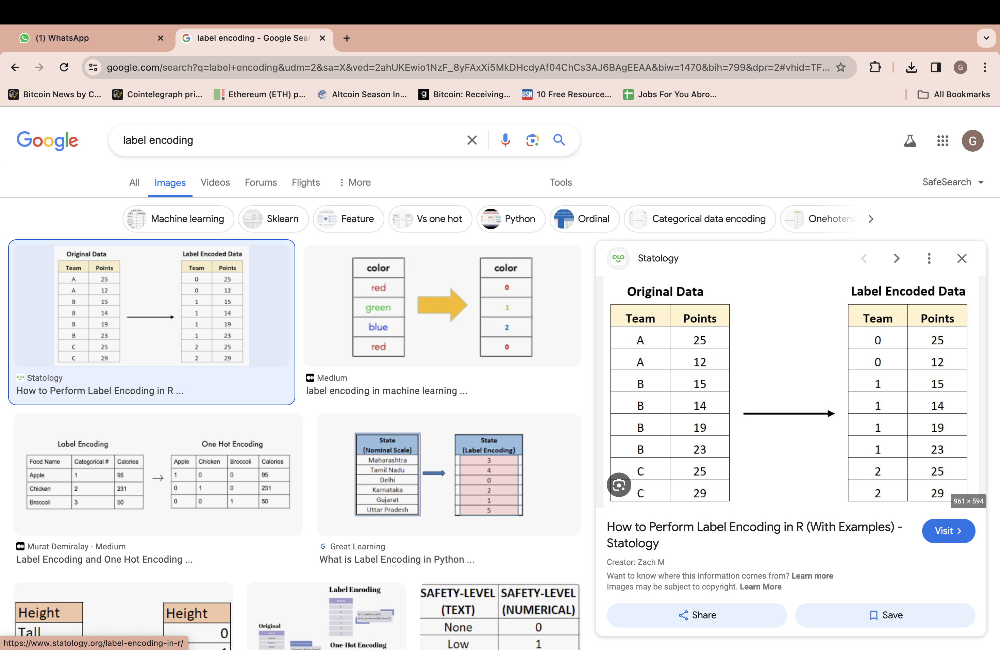 (1) WhatsApp
label encoding - Google Sear
google.com/search?q=label+encoding&udm=2&sa=X&ved=2ahUKEwio1NzF_8yFAxXi5MkDHcdyAf04ChCs3AJ6BAgEEAA&biw=1470&bih=799&dpr=2#vhid=TF...
G
Bitcoin News by C... Cointelegraph pri... Ethereum (ETH) p... Altcoin Season In... Bitcoin: Receiving... USN 10 Free Resource... Jobs For You Abro... All Bookmarks
Google
label encoding
G
All Images Videos Forums Flights More Tools SafeSearch
Machine learning Sklearn Feature Vs one hot Python Ordinal Categorical data encoding Onehotenc
Original Data Label Encoded Data
Team Points Team Points
A 25 0 25
A 12 0 12
B 15 1 15
B 14 1 14
B 19 1 19
B 23 1 23
C 25 2 25
C 29 2 29
Statology
How to Perform Label Encoding in R ...
color color
red 0
green 1
blue 2
red 0
Medium
label encoding in machine learning ...
Label Encoding One Hot Encoding
Food Name Categorical # Calories Apple Chicken Broccoli Calories
Apple 1 95 1 0 0 95
Chicken 2 231 0 1 0 231
Broccoli 3 50 0 0 1 50
Murat Demiralay - Medium
Label Encoding and One Hot Encoding ...
State State
(Nominal Scale) (Label Encoding)
Maharashtra 3
Tamil Nadu 4
Delhi 0
Karnataka 2
Gujarat 1
Uttar Pradesh 5
Great Learning
What is Label Encoding in Python ...
Height Height
Tall 0
Label Encoding
Original
One-Hot Encoding
SAFETY-LEVEL SAFETY-LEVEL
(TEXT) (NUMERICAL)
None 0
Low 1
https://www.statology.org/label-encoding-in-r/
Statology
Original Data Label Encoded Data
Team Points Team Points
A 25 0 25
A 12 0 12
B 15 1 15
B 14 1 14
B 19 1 19
B 23 1 23
C 25 2 25
C 29 2 29
961 × 594
How to Perform Label Encoding in R (With Examples) -
Statology
Visit
Creator: Zach M
Want to know where this information comes from? Learn more
Images may be subject to copyright. Learn More
Share Save